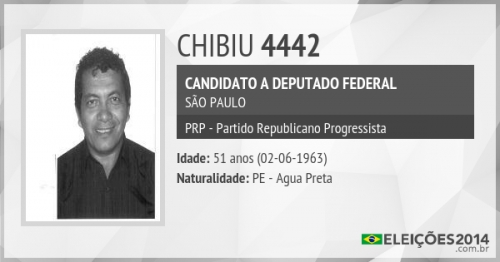 CHIBIU 4442
CANDIDATO A DEPUTADO FEDERAL
SÃO PAULO
PRP - Partido Republicano Progressista
Idade: 51 anos (02-06-1963)
Naturalidade: PE - Agua Preta
ELEIÇÕES2014
.com.br